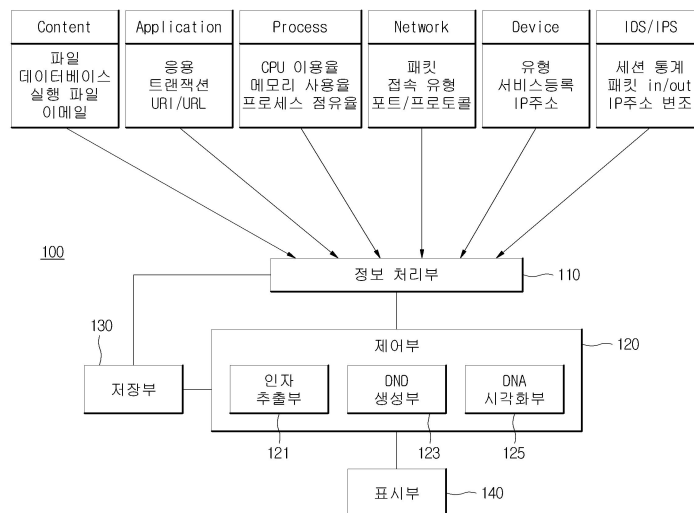 Content
Application
Process
Network
Device
IDS/IPS
파일
데이터베이스
실행 파일
이메일
응용
트랜잭션
URI/URL
CPU 이용율
메모리 사용율
프로세스 점유율
패킷
접속 유형
포트/프로토콜
유형
서비스등록
IP주소
세션 통계
패킷 in/out
IP주소 변조
100
정보 처리부
110
130
제어부
120
저장부
인자
추출부
DND
생성부
DNA
시각화부
121
123
125
표시부
140